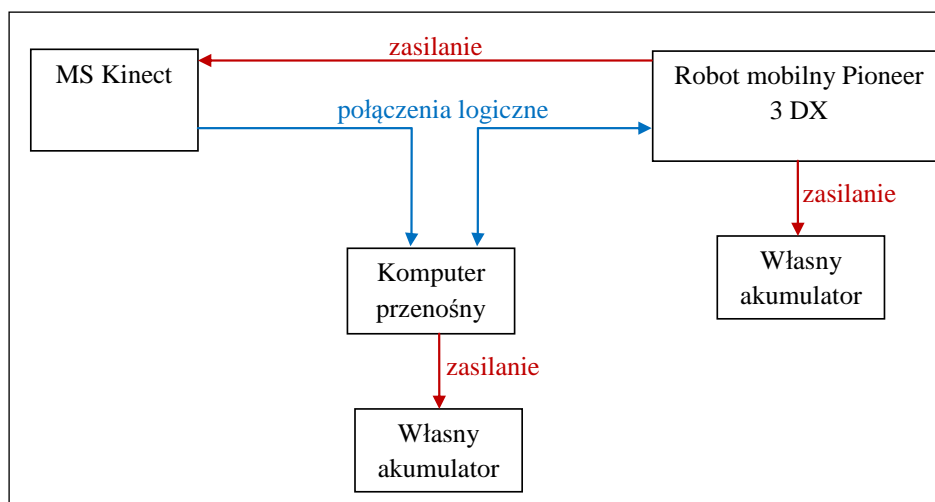 zasilanie
MS Kinect
Robot mobilny Pioneer
3 DX
połączenia logiczne
zasilanie
Własny
akumulator
Komputer
przenośny
zasilanie
Własny
akumulator